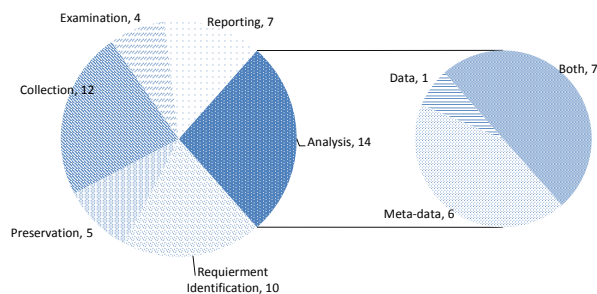 Examination, 4
Reporting, 7
Collection, 12
Analysis, 14
Preservation, 5
Requierment
Identification, 10
Data, 1
Both, 7
Meta-data, 6